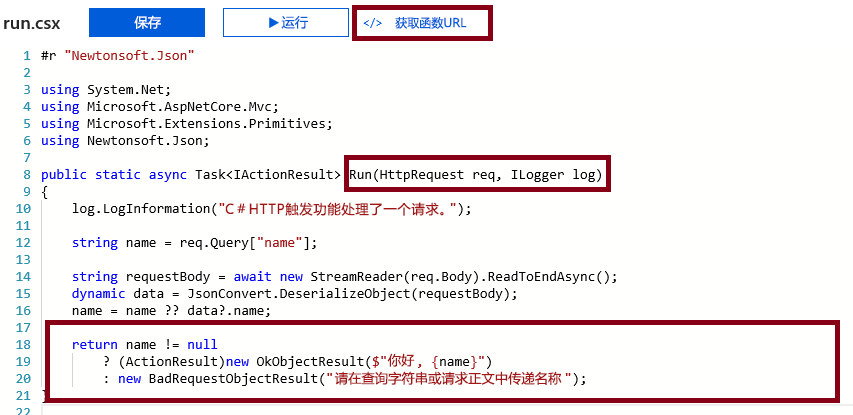 run.csx 保存 ▶运行 </> 获取函数URL
1 #r "Newtonsoft.Json"
2
3 using System.Net;
4 using Microsoft.AspNetCore.Mvc;
5 using Microsoft.Extensions.Primitives;
6 using Newtonsoft.Json;
7
8 public static async Task<IActionResult> Run(HttpRequest req, ILogger log)
9 {
10 log.LogInformation("C＃HTTP触发功能处理了一个请求。");
11
12 string name = req.Query["name"];
13
14 string requestBody = await new StreamReader(req.Body).ReadToEndAsync();
15 dynamic data = JsonConvert.DeserializeObject(requestBody);
16 name = name ?? data?.name;
17
18 return name != null
19 ? (ActionResult)new OkObjectResult($"你好，{name}")
20 : new BadRequestObjectResult("请在查询字符串或请求正文中传递名称 ");
21 }
22